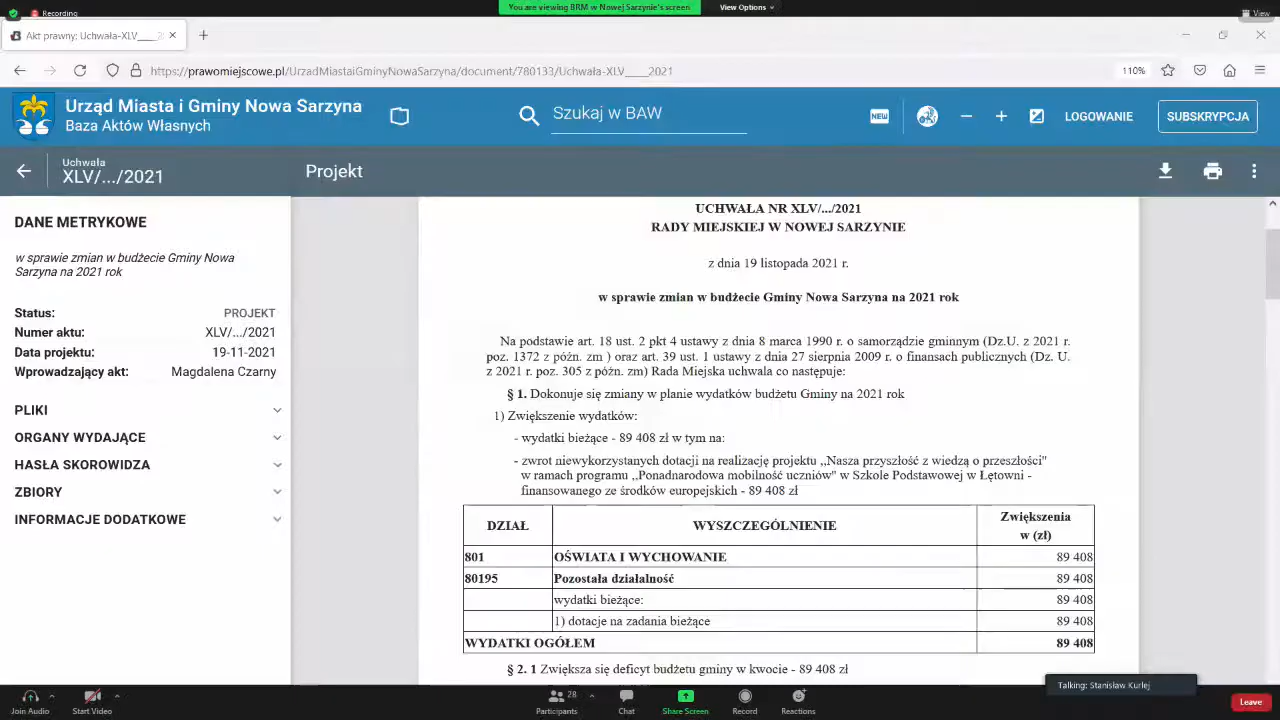 Recording
You are viewing BRM w Nowej Sarzynie's screen
View Options
View
Akt prawny: Uchwała-XLV____2
https://prawomiejscowe.pl/UrzadMiastaiGminyNowaSarzyna/document/780137/Uchwała-XLV____2021
110%
Urząd Miasta i Gminy Nowa Sarzyna
Baza Aktów Własnych
Szukaj w BAW
NEW
LOGOWANIE
SUBSKRYPCJA
Uchwała
XLV/.../2021
Projekt
DANE METRYKOWE
w sprawie zmian w budżecie Gminy Nowa
Sarzyna na 2021 rok
Status: PROJEKT
Numer aktu: XLV/.../2021
Data projektu: 19-11-2021
Wprowadzający akt: Magdalena Czarny
PLIKI
ORGANY WYDAJĄCE
HASŁA SKOROWIDZA
ZBIORY
INFORMACJE DODATKOWE
UCHWAŁA NR XLV/.../2021
RADY MIEJSKIEJ W NOWEJ SARZYNIE
z dnia 19 listopada 2021 r.
w sprawie zmian w budżecie Gminy Nowa Sarzyna na 2021 rok
Na podstawie art. 18 ust. 2 pkt 4 ustawy z dnia 8 marca 1990 r. o samorządzie gminnym (Dz.U. z 2021 r.
poz. 1372 z późn. zm ) oraz art. 39 ust. 1 ustawy z dnia 27 sierpnia 2009 r. o finansach publicznych (Dz. U.
z 2021 r. poz. 305 z późn. zm) Rada Miejska uchwala co następuje:
§ 1. Dokonuje się zmiany w planie wydatków budżetu Gminy na 2021 rok
1) Zwiększenie wydatków:
- wydatki bieżące - 89 408 zł w tym na:
- zwrot niewykorzystanych dotacji na realizację projektu ,,Nasza przyszłość z wiedzą o przeszłości"
w ramach programu ,,Ponadnarodowa mobilność uczniów" w Szkole Podstawowej w Łętowni -
finansowanego ze środków europejskich - 89 408 zł
DZIAŁ WYSZCZEGÓLNIENIE Zwiększenia
w (zł)
801 OŚWIATA I WYCHOWANIE 89 408
80195 Pozostała działalność 89 408
wydatki bieżące: 89 408
1) dotacje na zadania bieżące 89 408
WYDATKI OGÓŁEM 89 408
§ 2. 1 Zwiększa się deficyt budżetu gminy w kwocie - 89 408 zł
Talking: Stanisław Kurlej
Join Audio
Start Video
28
Participants
Chat
Share Screen
Record
Reactions
Leave